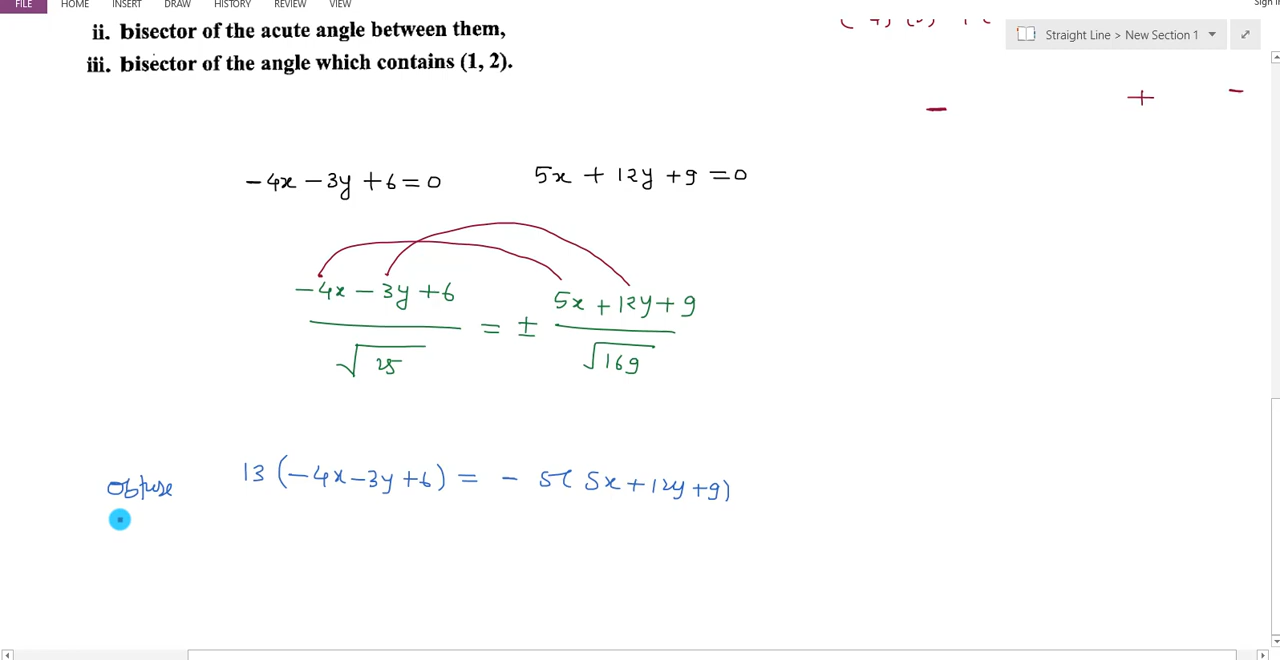 FILE HOME INSERT DRAW HISTORY REVIEW VIEW Sign in
ii. bisector of the acute angle between them,
Straight Line > New Section 1
iii. bisector of the angle which contains (1, 2).
− + −
-4x - 3y + 6 = 0 5x + 12y + 9 = 0
-4x - 3y + 6 5x + 12y + 9
= ±
√25 √169
Obtuse 13 (-4x - 3y + 6) = - 5( 5x + 12y + 9)